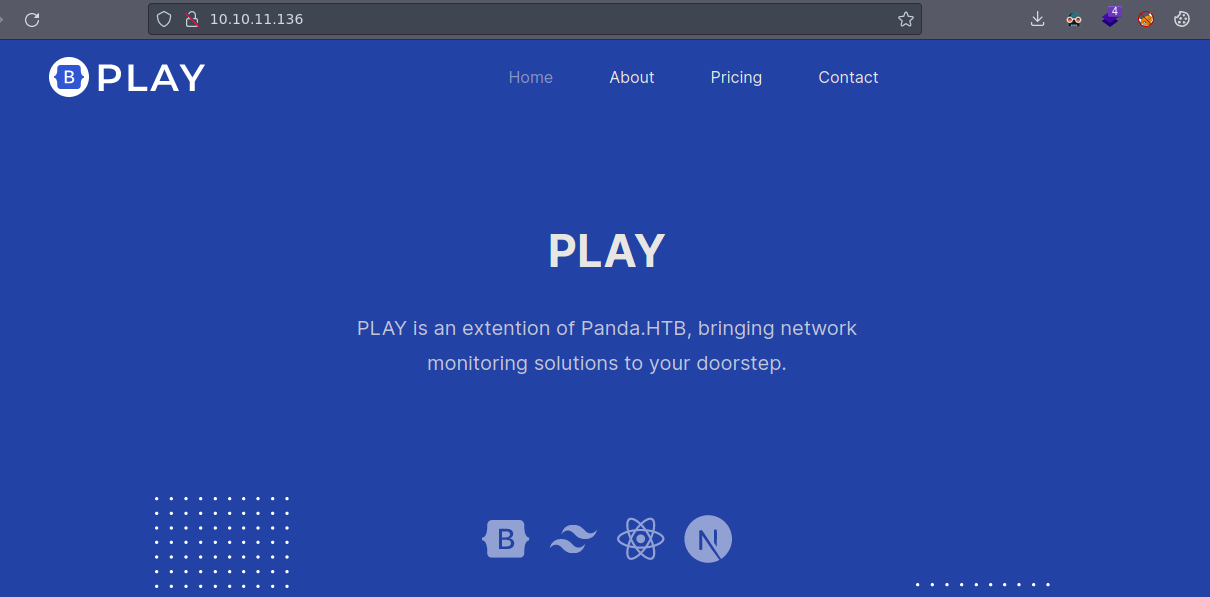 10.10.11.136
4
B PLAY
Home About Pricing Contact
PLAY
PLAY is an extention of Panda.HTB, bringing network
monitoring solutions to your doorstep.
B N